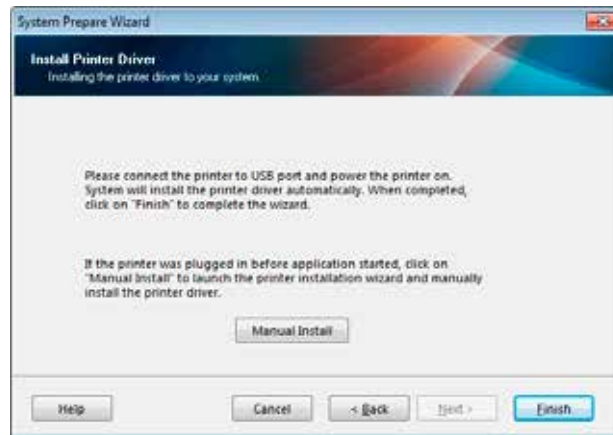 System Prepare Wizard
Install Printer Driver
Installing the printer driver to your system.
Please connect the printer to USB port and power the printer on.
System will install the printer driver automatically. When completed,
click on "Finish" to complete the wizard.
If the printer was plugged in before application started, click on
"Manual Install" to launch the printer installation wizard and manually
install the printer driver.
Manual Install
Help
Cancel
< Back
Next >
Finish